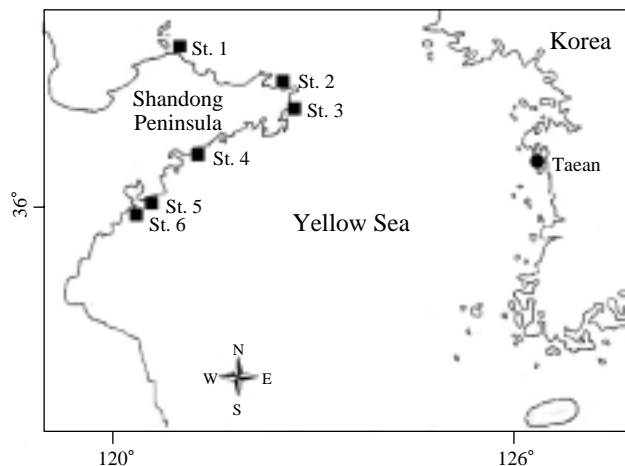 Korea
St. 1
St. 2
Shandong
Peninsula
St. 3
St. 4
Taean
36°
St. 5
St. 6
Yellow Sea
N
W
E
S
120°
126°